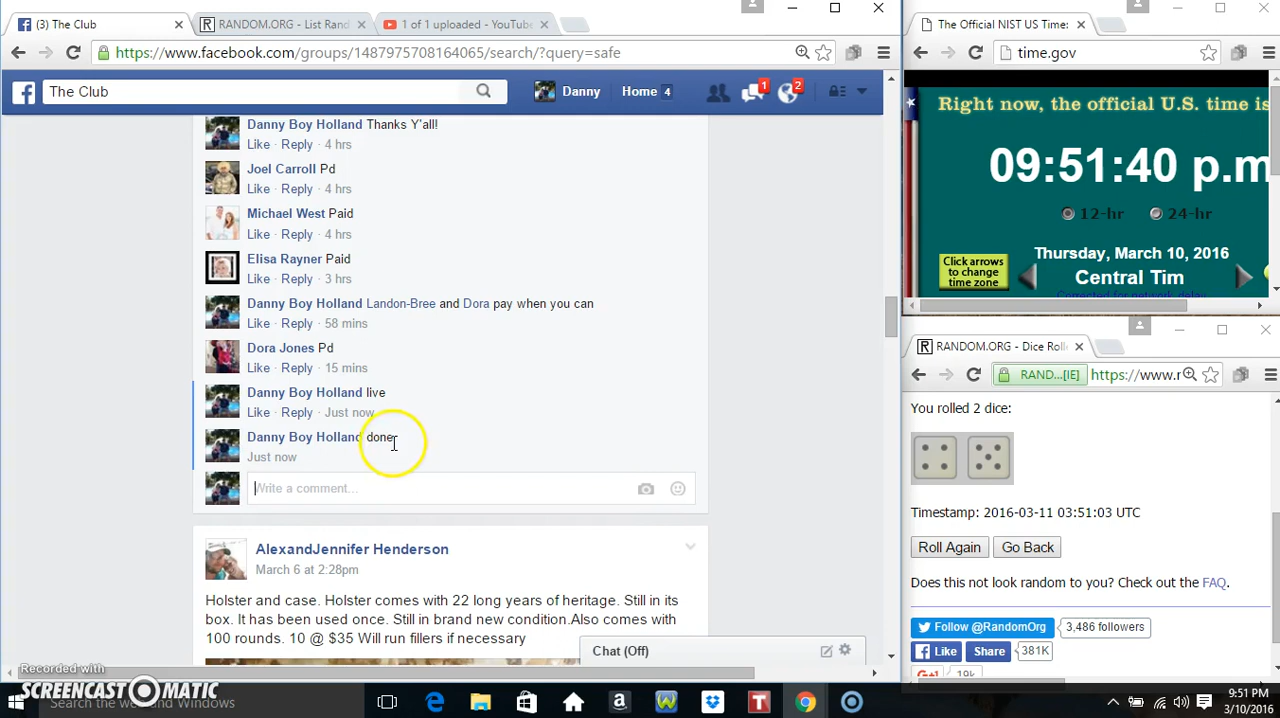 (3) The Club
RANDOM.ORG - List Rand
1 of 1 uploaded - YouTube
https://www.facebook.com/groups/1487975708164065/search/?query=safe
The Club
Danny
Home 4
1
2
Danny Boy Holland Thanks Y'all!
Like · Reply · 4 hrs
Joel Carroll Pd
Like · Reply · 4 hrs
Michael West Paid
Like · Reply · 4 hrs
Elisa Rayner Paid
Like · Reply · 3 hrs
Danny Boy Holland Landon-Bree and Dora pay when you can
Like · Reply · 58 mins
Dora Jones Pd
Like · Reply · 15 mins
Danny Boy Holland live
Like · Reply · Just now
Danny Boy Holland done
Just now
Write a comment...
AlexandJennifer Henderson
March 6 at 2:28pm
Holster and case. Holster comes with 22 long years of heritage. Still in its
box. It has been used once. Still in brand new condition.Also comes with
100 rounds. 10 @ $35 Will run fillers if necessary
Chat (Off)
The Official NIST US Time:
time.gov
Right now, the official U.S. time is
09:51:40 p.m
12-hr
24-hr
Click arrows
to change
time zone
Thursday, March 10, 2016
Central Tim
Corrected for network delay
RANDOM.ORG - Dice Roll
RAND...[IE]
https://www.r
You rolled 2 dice:
Timestamp: 2016-03-11 03:51:03 UTC
Roll Again
Go Back
Does this not look random to you? Check out the FAQ.
Follow @RandomOrg
3,486 followers
Like
Share
381K
G+1
19k
Recorded with
SCREENCAST-O-MATIC
Search the web and Windows
9:51 PM
3/10/2016